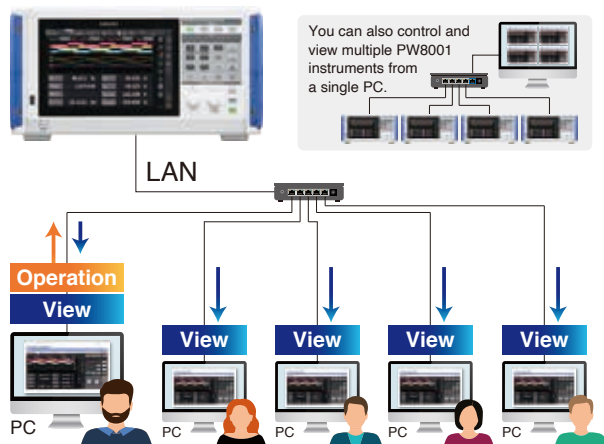 You can also control and
view multiple PW8001
instruments from
a single PC.
LAN
Operation
View
View
View
View
View
PC
PC
PC
PC
PC